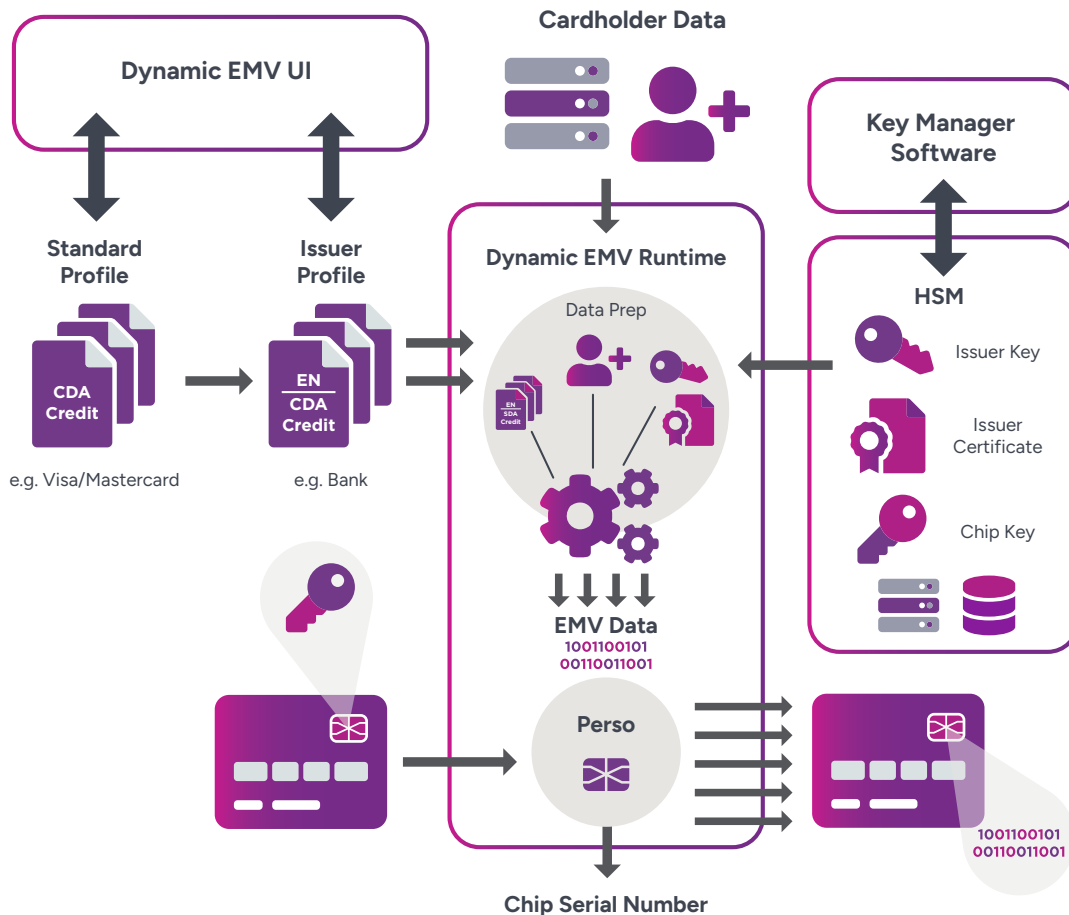 Cardholder Data
Dynamic EMV UI
Key Manager
Software
Standard
Profile
Issuer
Profile
Dynamic EMV Runtime
HSM
Data Prep
Issuer Key
CDA
Credit
EN
CDA
Credit
EN
SDA
Credit
Issuer
Certificate
e.g. Visa/Mastercard
e.g. Bank
Chip Key
EMV Data
1001100101
00110011001
Perso
1001100101
00110011001
Chip Serial Number